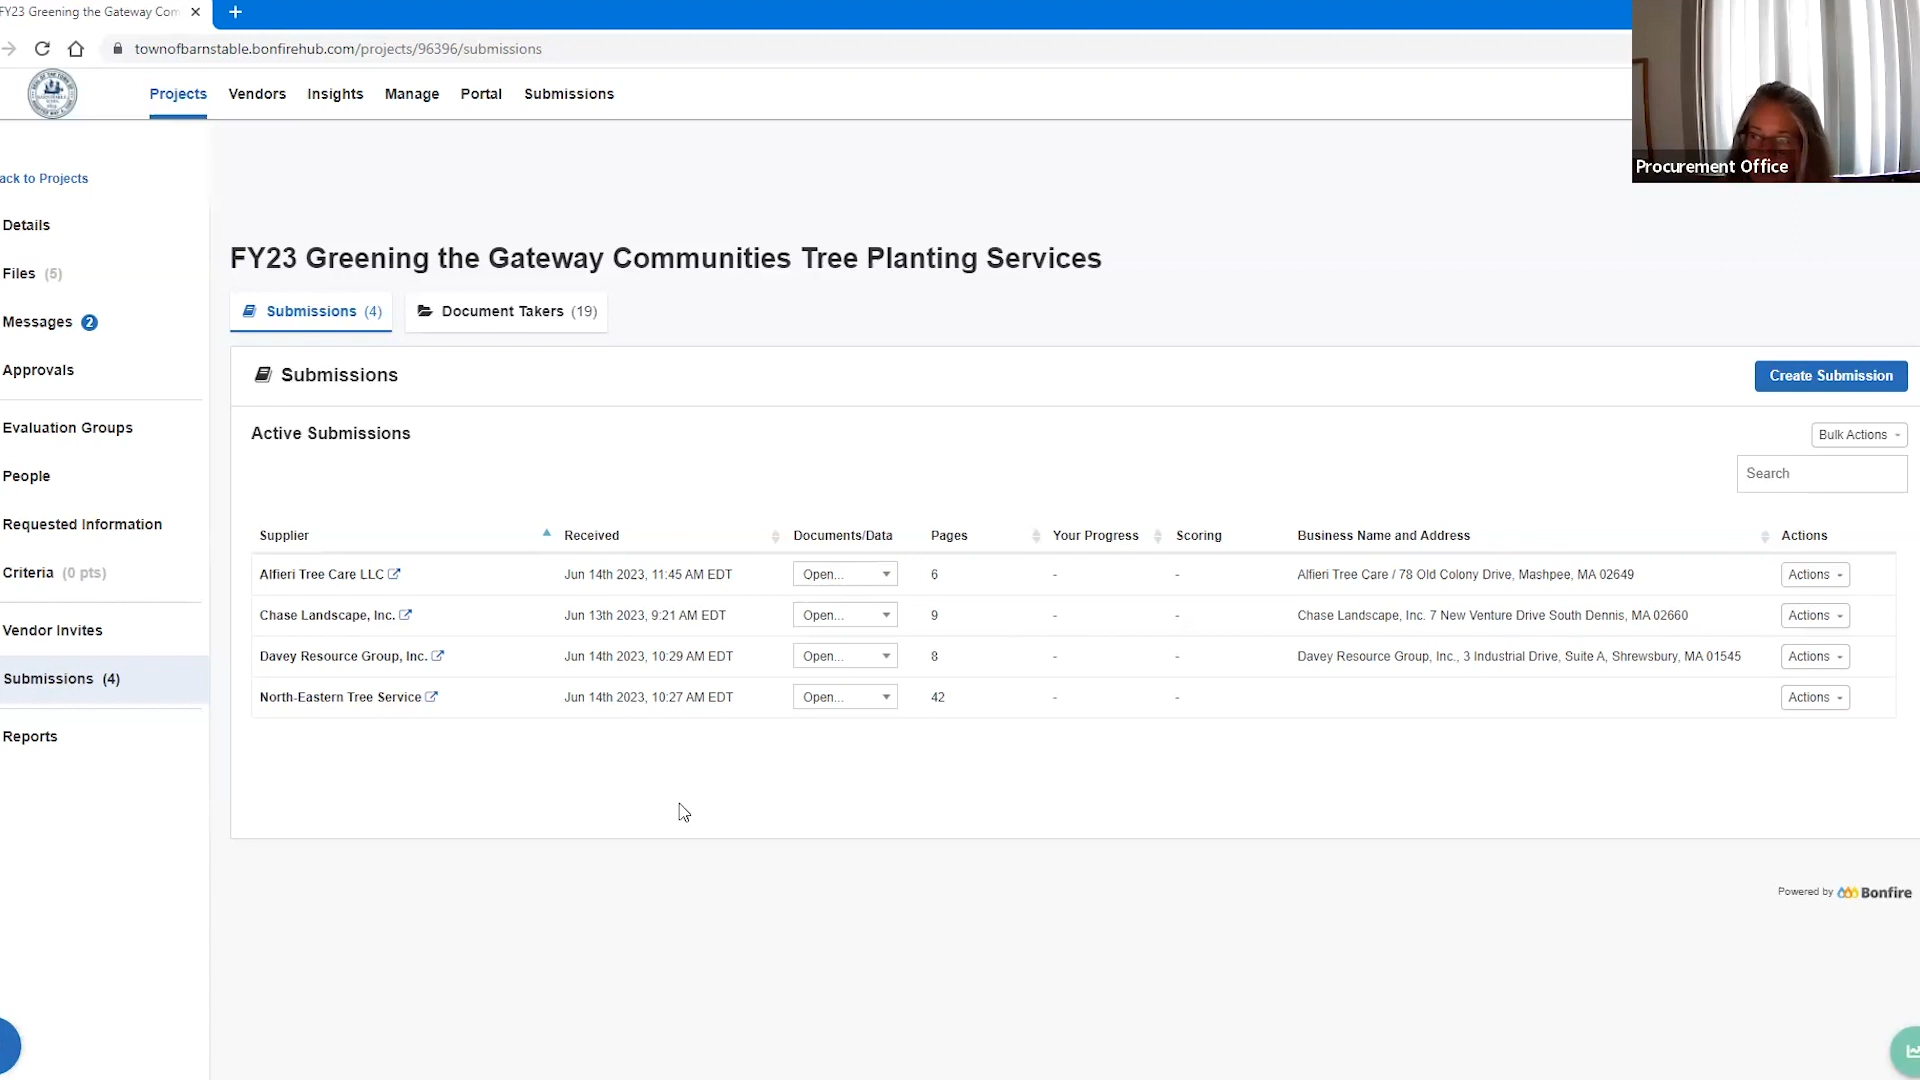 FY23 Greening the Gateway Com
townofbarnstable.bonfirehub.com/projects/96396/submissions
Projects Vendors Insights Manage Portal Submissions
Procurement Office
ack to Projects
Details
Files (5)
Messages 2
Approvals
Evaluation Groups
People
Requested Information
Criteria (0 pts)
Vendor Invites
Submissions (4)
Reports
FY23 Greening the Gateway Communities Tree Planting Services
Submissions (4) Document Takers (19)
Submissions
Create Submission
Active Submissions
Bulk Actions
Search
Supplier Received Documents/Data Pages Your Progress Scoring Business Name and Address Actions
Alfieri Tree Care LLC Jun 14th 2023, 11:45 AM EDT Open... 6 - - Alfieri Tree Care / 78 Old Colony Drive, Mashpee, MA 02649 Actions
Chase Landscape, Inc. Jun 13th 2023, 9:21 AM EDT Open... 9 - - Chase Landscape, Inc. 7 New Venture Drive South Dennis, MA 02660 Actions
Davey Resource Group, Inc. Jun 14th 2023, 10:29 AM EDT Open... 8 - - Davey Resource Group, Inc., 3 Industrial Drive, Suite A, Shrewsbury, MA 01545 Actions
North-Eastern Tree Service Jun 14th 2023, 10:27 AM EDT Open... 42 - - Actions
Powered by Bonfire